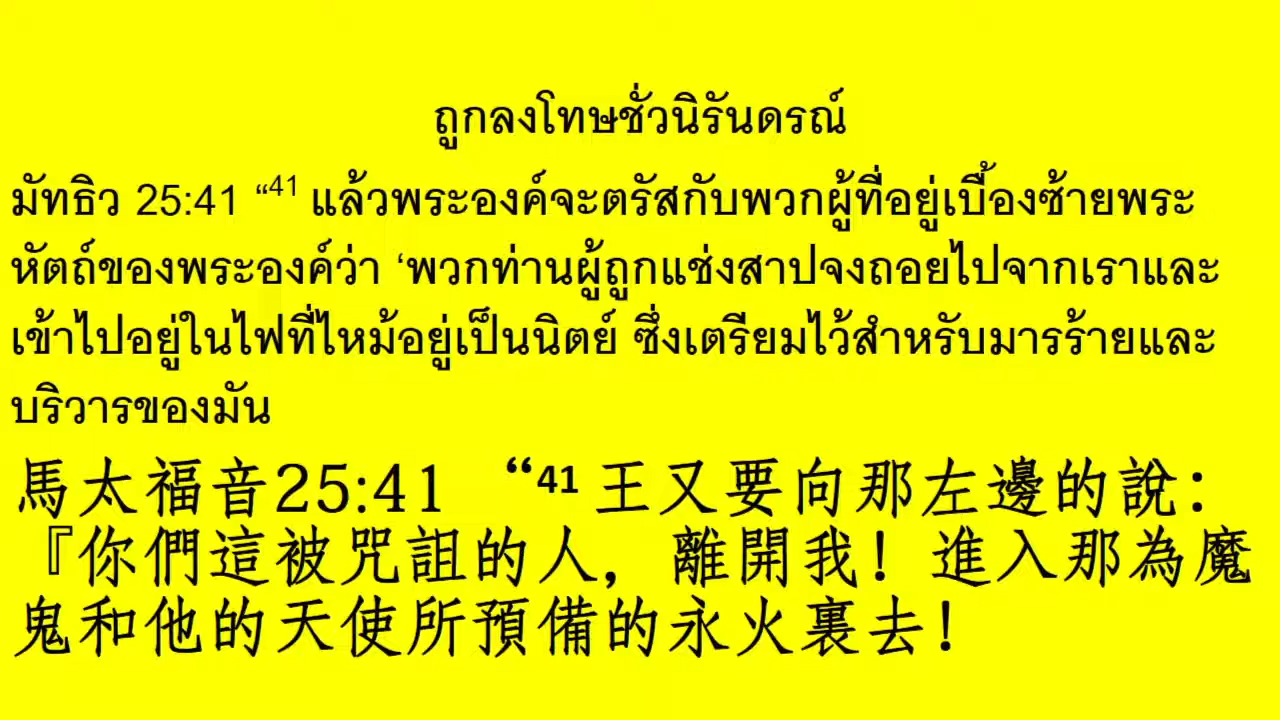 ถูกลงโทษชั่วนิรันดรณ์
มัทธิว 25:41 “41 แล้วพระองค์จะตรัสกับพวกผู้ที่อยู่เบื้องซ้ายพระ
หัตถ์ของพระองค์ว่า ‘พวกท่านผู้ถูกแช่งสาปจงถอยไปจากเราและ
เข้าไปอยู่ในไฟที่ไหม้อยู่เป็นนิตย์ ซึ่งเตรียมไว้สำหรับมารร้ายและ
บริวารของมัน
馬太福音25:41 “41 王又要向那左邊的說：
『你們這被咒詛的人，離開我！進入那為魔
鬼和他的天使所預備的永火裏去！